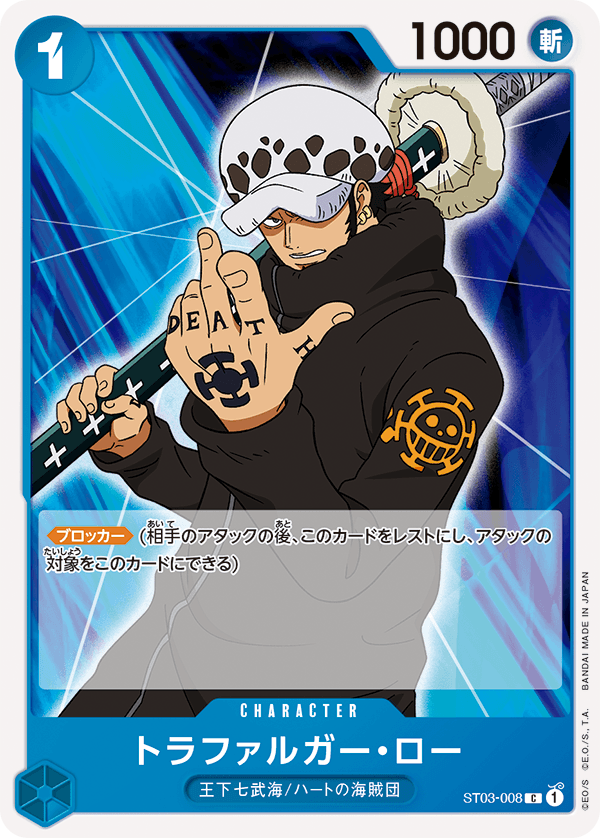 1
1000
斬
DEATH
ブロッカー (相手のアタックの後、このカードをレストにし、アタックの
対象をこのカードにできる)
CHARACTER
トラファルガー・ロー
王下七武海/ハートの海賊団
ST03-008 C 1
©EO/S ©E.O./S., T.A. BANDAI MADE IN JAPAN